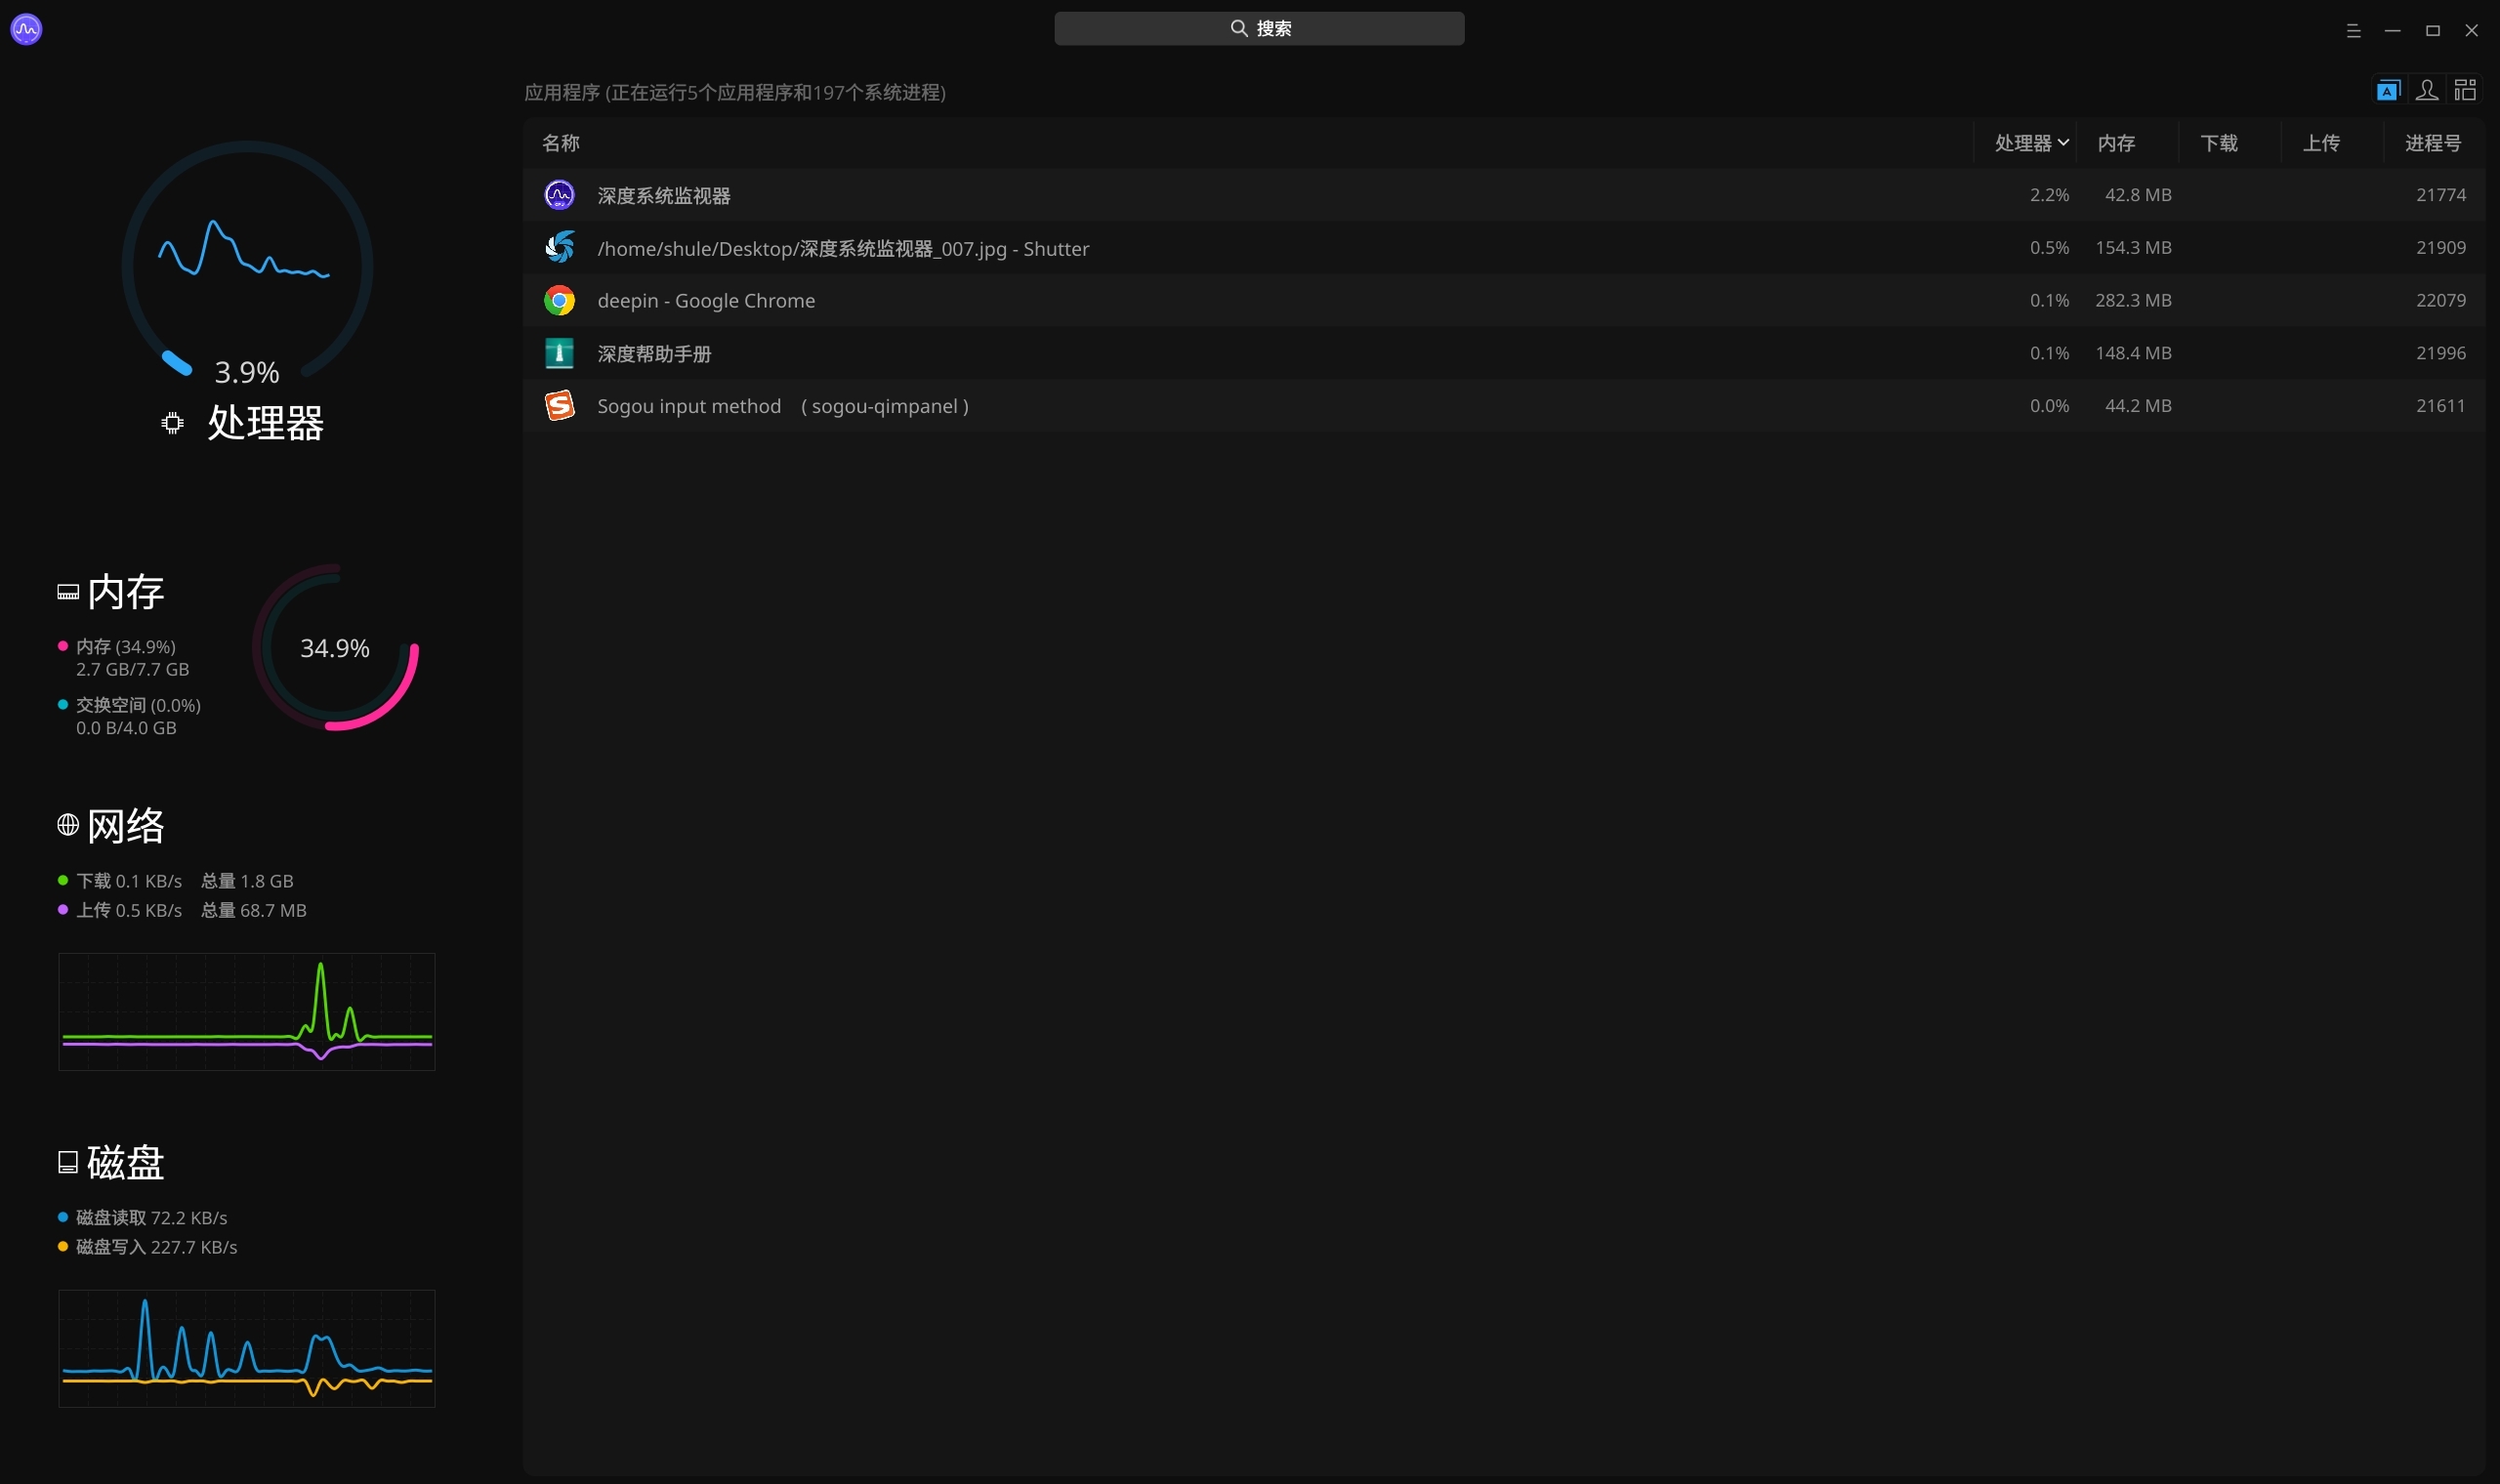 搜索
3.9%
处理器
内存
内存 (34.9%)
2.7 GB/7.7 GB
交换空间 (0.0%)
0.0 B/4.0 GB
34.9%
网络
下载 0.1 KB/s 总量 1.8 GB
上传 0.5 KB/s 总量 68.7 MB
磁盘
磁盘读取 72.2 KB/s
磁盘写入 227.7 KB/s
应用程序 (正在运行5个应用程序和197个系统进程)
名称 处理器 内存 下载 上传 进程号
深度系统监视器 2.2% 42.8 MB 21774
/home/shule/Desktop/深度系统监视器_007.jpg - Shutter 0.5% 154.3 MB 21909
deepin - Google Chrome 0.1% 282.3 MB 22079
深度帮助手册 0.1% 148.4 MB 21996
Sogou input method ( sogou-qimpanel ) 0.0% 44.2 MB 21611